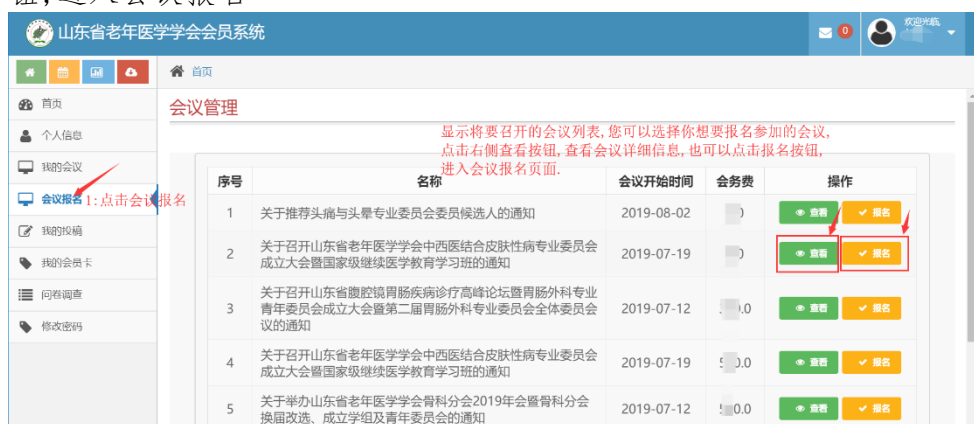 钮,进入会议报名
山东省老年医学学会会员系统
0
欢迎光临,
首页
首页
个人信息
我的会议
会议报名
我的投稿
我的会员卡
问卷调查
修改密码
1:点击会议报名
会议管理
显示将要召开的会议列表,您可以选择你想要报名参加的会议,
点击右侧查看按钮,查看会议详细信息,也可以点击报名按钮,
进入会议报名页面.
序号 名称 会议开始时间 会务费 操作
1 关于推荐头痛与头晕专业委员会委员候选人的通知 2019-08-02 查看 报名
2 关于召开山东省老年医学学会中西医结合皮肤性病专业委员会
成立大会暨国家级继续医学教育学习班的通知 2019-07-19 查看 报名
3 关于召开山东省腹腔镜胃肠疾病诊疗高峰论坛暨胃肠外科专业
青年委员会成立大会暨第二届胃肠外科专业委员会全体委员会
议的通知 2019-07-12 查看 报名
4 关于召开山东省老年医学学会中西医结合皮肤性病专业委员会
成立大会暨国家级继续医学教育学习班的通知 2019-07-19 查看 报名
5 关于举办山东省老年医学学会骨科分会2019年会暨骨科分会
换届改选、成立学组及青年委员会的通知 2019-07-12 查看 报名